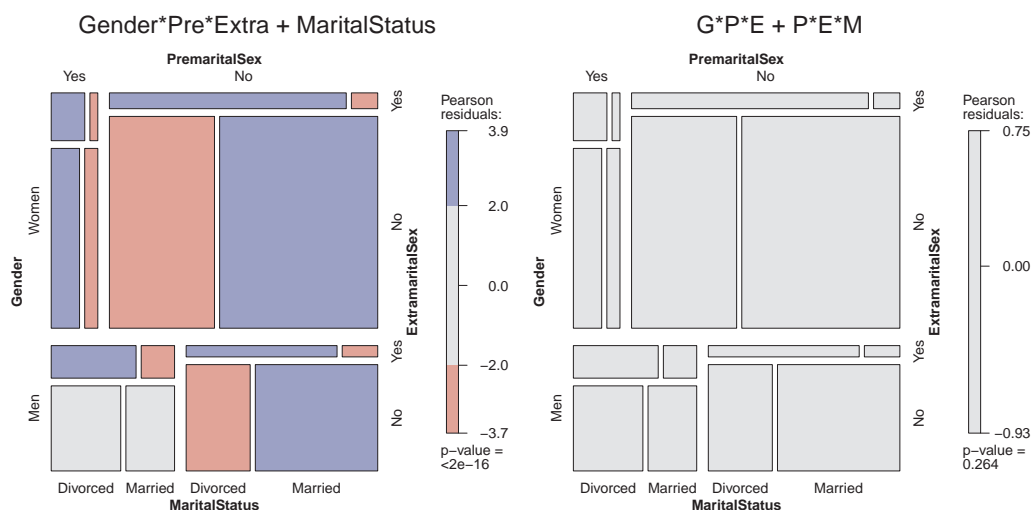 Gender*Pre*Extra + MaritalStatus
PremaritalSex
Yes No
Gender
Women
Men
Yes
No
Yes
No
ExtramaritalSex
Divorced Married Divorced Married
MaritalStatus
Pearson
residuals:
3.9
2.0
0.0
−2.0
−3.7
p−value =
<2e−16
G*P*E + P*E*M
PremaritalSex
Yes No
Gender
Women
Men
Yes
No
Yes
No
ExtramaritalSex
Divorced Married Divorced Married
MaritalStatus
Pearson
residuals:
0.75
0.00
−0.93
p−value =
0.264